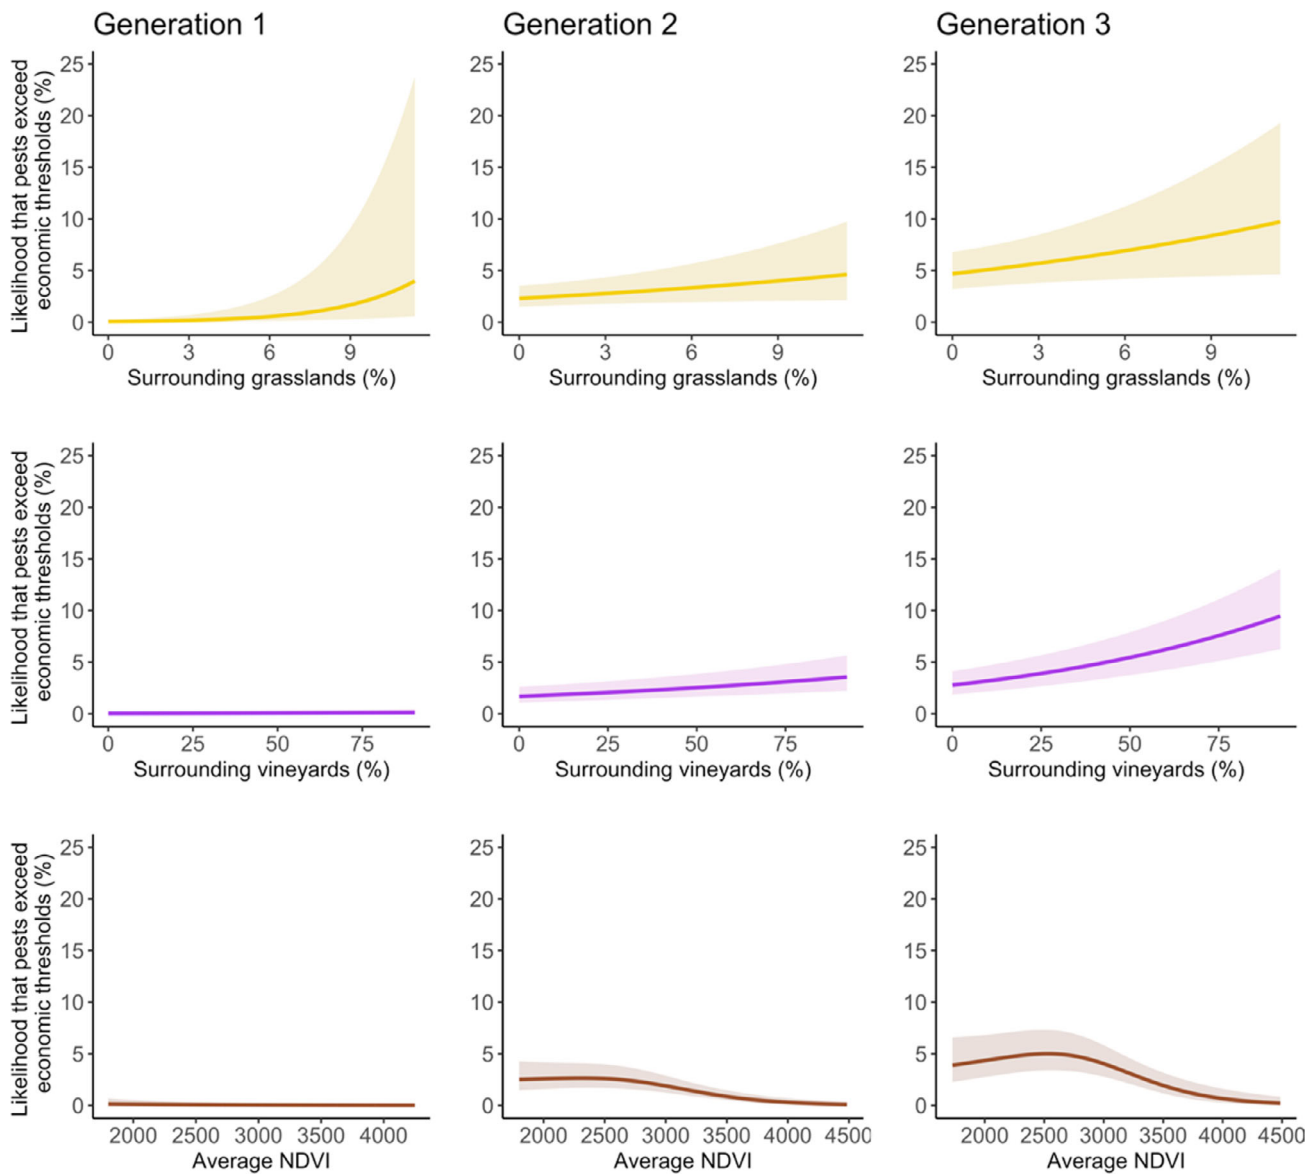 Generation 1
Generation 2
Generation 3
Likelihood that pests exceed
economic thresholds (%)
25
20
15
10
5
0
0 3 6 9
Surrounding grasslands (%)
25
20
15
10
5
0
0 3 6 9
Surrounding grasslands (%)
25
20
15
10
5
0
0 3 6 9
Surrounding grasslands (%)
Likelihood that pests exceed
economic thresholds (%)
25
20
15
10
5
0
0 25 50 75
Surrounding vineyards (%)
25
20
15
10
5
0
0 25 50 75
Surrounding vineyards (%)
25
20
15
10
5
0
0 25 50 75
Surrounding vineyards (%)
Likelihood that pests exceed
economic thresholds (%)
25
20
15
10
5
0
2000 2500 3000 3500 4000
Average NDVI
25
20
15
10
5
0
2000 2500 3000 3500 4000 4500
Average NDVI
25
20
15
10
5
0
2000 2500 3000 3500 4000 4500
Average NDVI